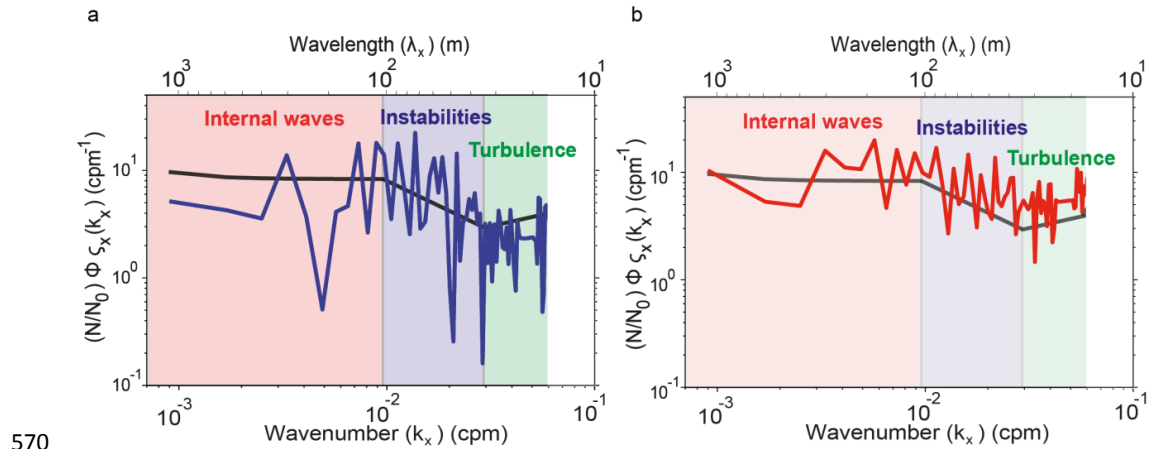 a
Wavelength (λx) (m)
10³ 10² 10¹
Internal waves
Instabilities
Turbulence
(N/N0) Φ ςx(kx) (cpm-1)
10¹
10⁰
10-1
10-3 10-2 10-1
Wavenumber (kx) (cpm)
b
Wavelength (λx) (m)
10³ 10² 10¹
Internal waves
Instabilities
Turbulence
(N/N0) Φ ςx(kx) (cpm-1)
10¹
10⁰
10-1
10-3 10-2 10-1
Wavenumber (kx) (cpm)
570